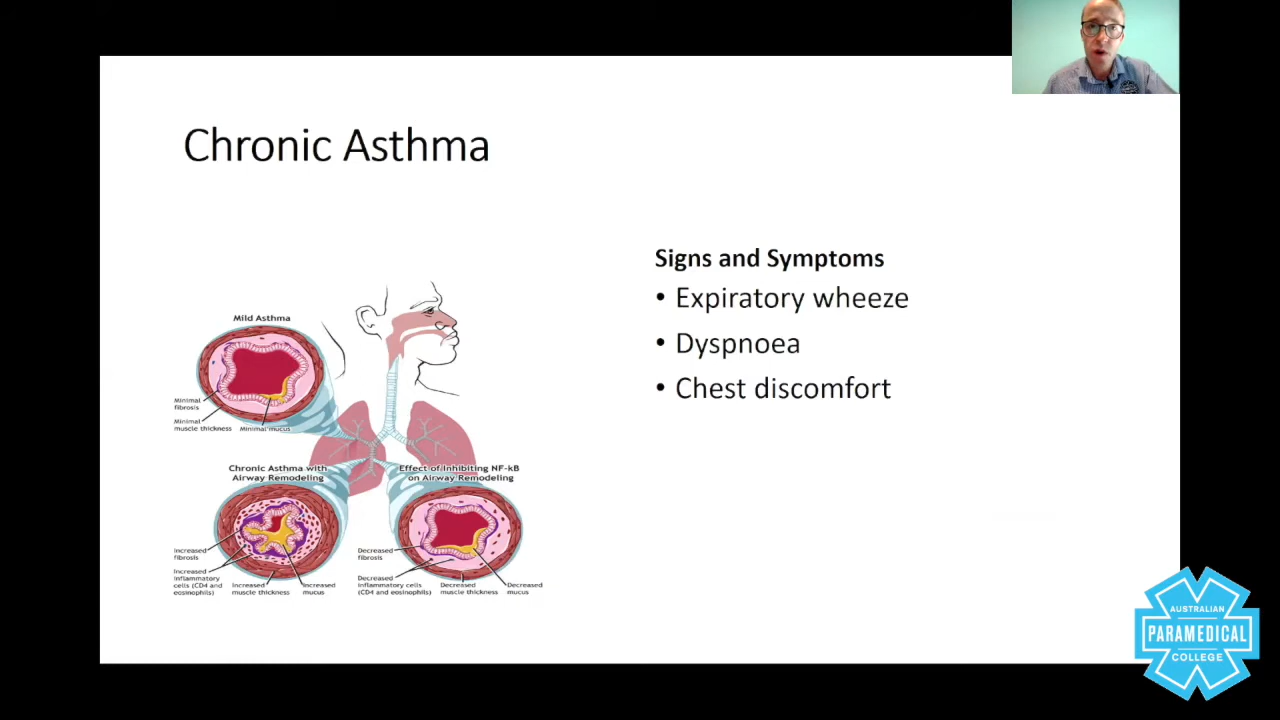 Chronic Asthma
Signs and Symptoms
• Expiratory wheeze
• Dyspnoea
• Chest discomfort
Mild Asthma
Minimal
fibrosis
Minimal
muscle thickness
Minimal mucus
Chronic Asthma with
Airway Remodeling
Increased
fibrosis
Increased
inflammatory
cells (CD4 and
eosinophils)
Increased
muscle thickness
Increased
mucus
Effect of Inhibiting NF-kB
on Airway Remodeling
Decreased
fibrosis
Decreased
inflammatory cells
(CD4 and eosinophils)
Decreased
muscle thickness
Decreased
mucus
AUSTRALIAN
PARAMEDICAL
COLLEGE